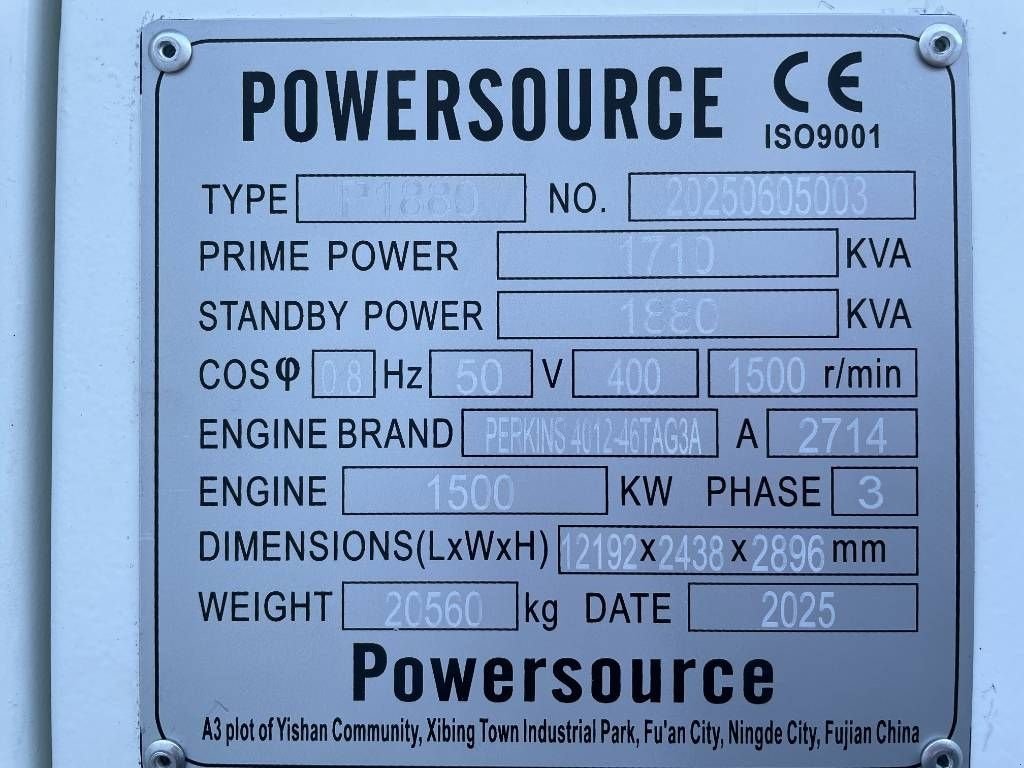 POWERSOURCE CE
ISO9001
TYPE P1880 NO. 20250605003
PRIME POWER 1710 KVA
STANDBY POWER 1880 KVA
COSφ 0.8 Hz 50 V 400 1500 r/min
ENGINE BRAND PERKINS 4012-46TAG3A A 2714
ENGINE 1500 KW PHASE 3
DIMENSIONS(LxWxH) 12192x2438x2896 mm
WEIGHT 20560 kg DATE 2025
Powersource
A3 plot of Yishan Community, Xibing Town Industrial Park, Fu'an City, Ningde City, Fujian China